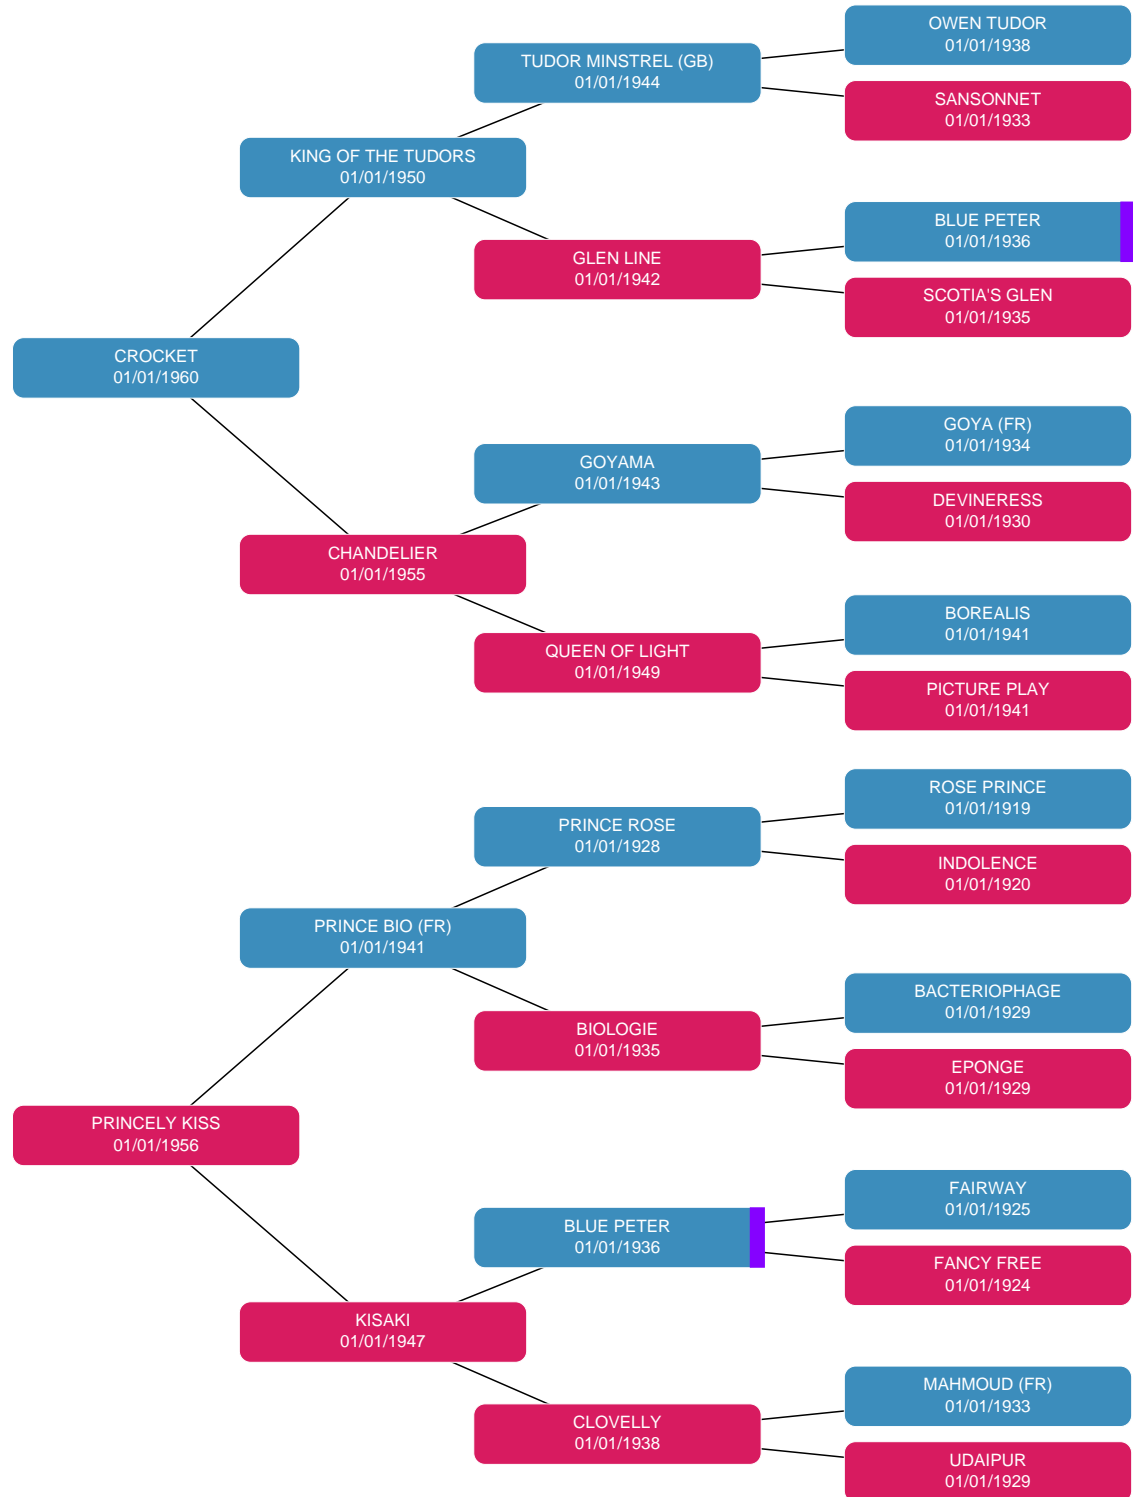 OWEN TUDOR
01/01/1938
TUDOR MINSTREL (GB)
01/01/1944
SANSONNET
01/01/1933
KING OF THE TUDORS
01/01/1950
BLUE PETER
01/01/1936
GLEN LINE
01/01/1942
SCOTIA'S GLEN
01/01/1935
CROCKET
01/01/1960
GOYA (FR)
01/01/1934
GOYAMA
01/01/1943
DEVINERESS
01/01/1930
CHANDELIER
01/01/1955
BOREALIS
01/01/1941
QUEEN OF LIGHT
01/01/1949
PICTURE PLAY
01/01/1941
ROSE PRINCE
01/01/1919
PRINCE ROSE
01/01/1928
INDOLENCE
01/01/1920
PRINCE BIO (FR)
01/01/1941
BACTERIOPHAGE
01/01/1929
BIOLOGIE
01/01/1935
EPONGE
01/01/1929
PRINCELY KISS
01/01/1956
FAIRWAY
01/01/1925
BLUE PETER
01/01/1936
FANCY FREE
01/01/1924
KISAKI
01/01/1947
MAHMOUD (FR)
01/01/1933
CLOVELLY
01/01/1938
UDAIPUR
01/01/1929